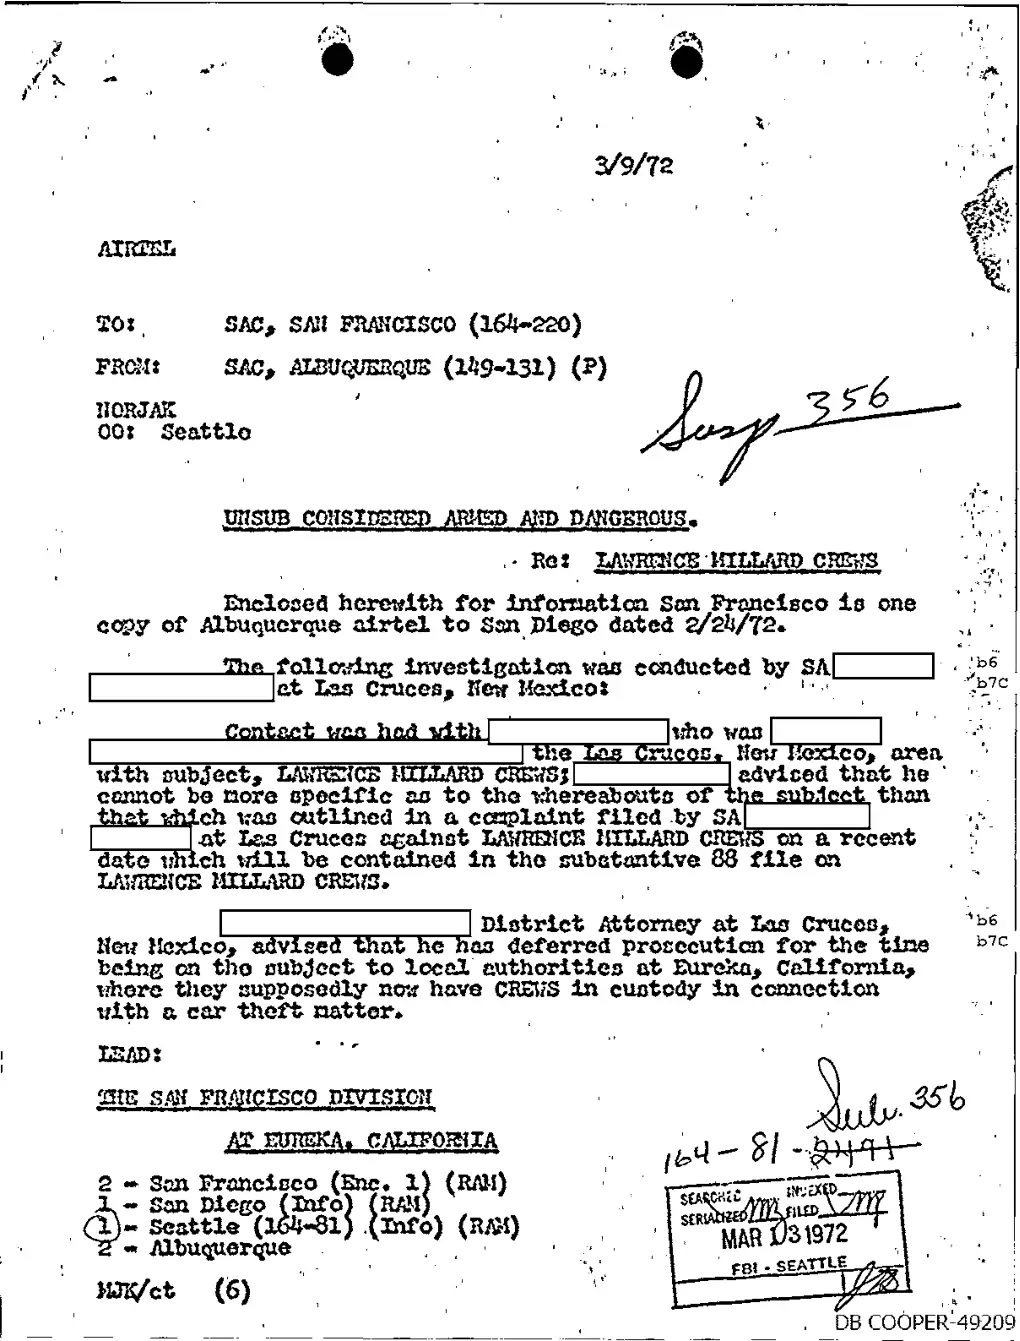 3/9/72
AIRTEL
TO: SAC, SAN FRANCISCO (164-220)
FROM: SAC, ALBUQUERQUE (149-131) (P)
NORJAK
OO: Seattle
Susp 356
UNSUB CONSIDERED ARMED AND DANGEROUS.
Re: LAWRENCE MILLARD CREWS
Enclosed herewith for information San Francisco is one
copy of Albuquerque airtel to San Diego dated 2/24/72.
The following investigation was conducted by SA
at Las Cruces, New Mexico:
b6
b7C
Contact was had with who was
the Las Cruces, New Mexico, area
with subject, LAWRENCE MILLARD CREWS; advised that he
cannot be more specific as to the whereabouts of the subject than
that which was outlined in a complaint filed by SA
at Las Cruces against LAWRENCE MILLARD CREWS on a recent
date which will be contained in the substantive 88 file on
LAWRENCE MILLARD CREWS.
District Attorney at Las Cruces,
New Mexico, advised that he has deferred prosecution for the time
being on the subject to local authorities at Eureka, California,
where they supposedly now have CREWS in custody in connection
with a car theft matter.
b6
b7C
LEAD:
THE SAN FRANCISCO DIVISION
AT EUREKA, CALIFORNIA
Sub. 356
164-81-2491
2 - San Francisco (Enc. 1) (RAM)
1 - San Diego (Info) (RAM)
1 - Seattle (164-81) (Info) (RAM)
2 - Albuquerque
MJK/ct (6)
SEARCHED INDEXED
SERIALIZED FILED
MAR 13 1972
FBI - SEATTLE
DB COOPER-49209